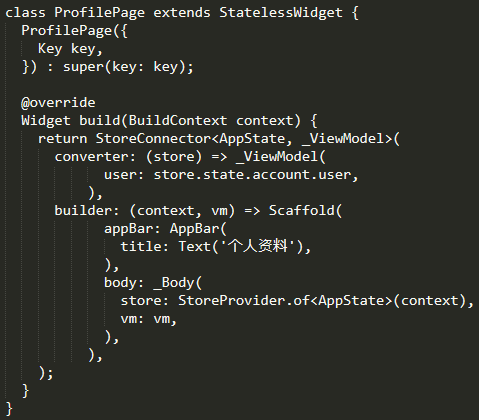 class ProfilePage extends StatelessWidget {
  ProfilePage({
    Key key,
  }) : super(key: key);

  @override
  Widget build(BuildContext context) {
    return StoreConnector<AppState, _ViewModel>(
      converter: (store) => _ViewModel(
            user: store.state.account.user,
          ),
      builder: (context, vm) => Scaffold(
            appBar: AppBar(
              title: Text('个人资料'),
            ),
            body: _Body(
              store: StoreProvider.of<AppState>(context),
              vm: vm,
            ),
          ),
    );
  }
}